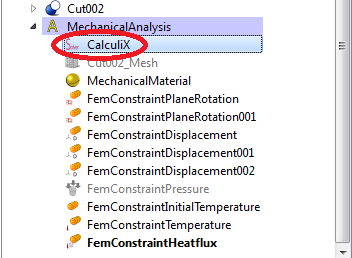 Cut002
MechanicalAnalysis
CalculiX
Cut002_Mesh
MechanicalMaterial
FemConstraintPlaneRotation
FemConstraintPlaneRotation001
FemConstraintDisplacement
FemConstraintDisplacement001
FemConstraintDisplacement002
FemConstraintPressure
FemConstraintInitialTemperature
FemConstraintTemperature
FemConstraintHeatflux